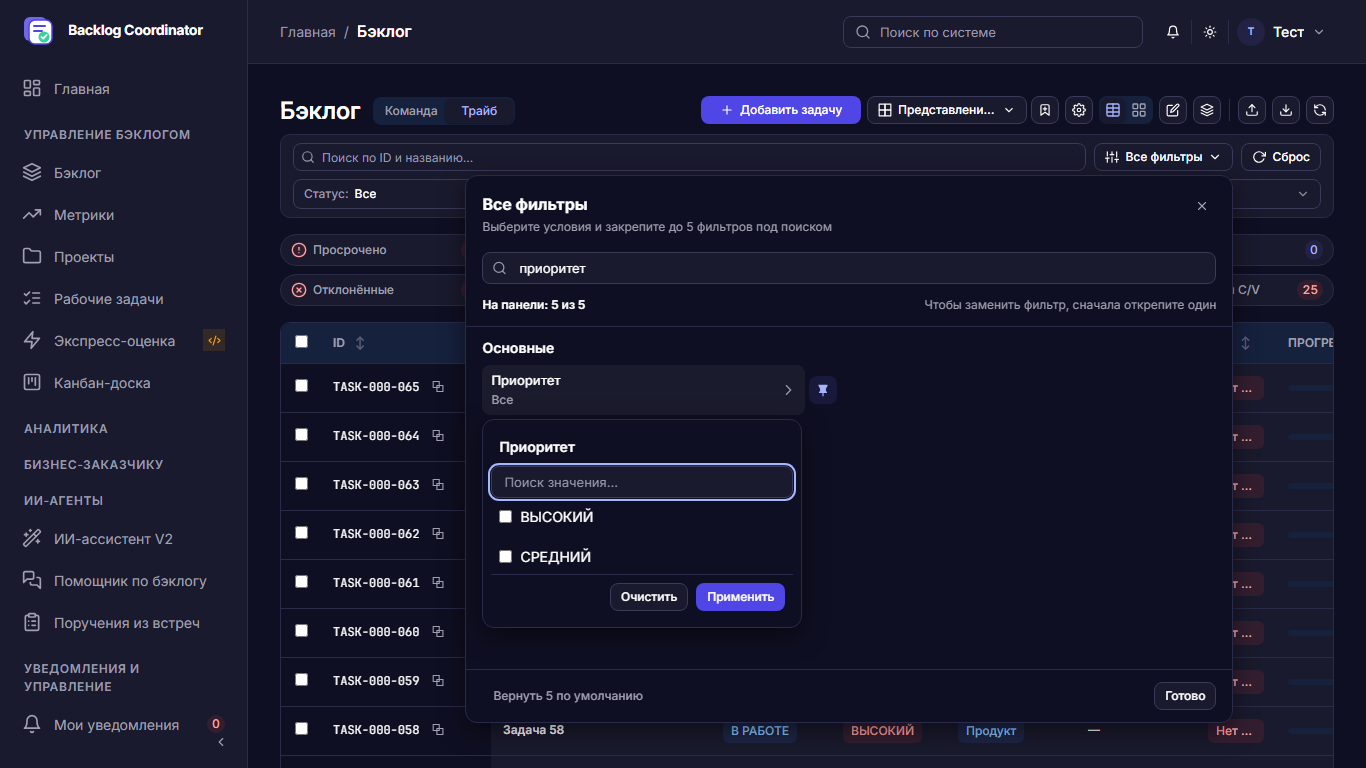 Backlog Coordinator
Главная / Бэклог
Поиск по системе
Т Тест
Главная
УПРАВЛЕНИЕ БЭКЛОГОМ
Бэклог
Метрики
Проекты
Рабочие задачи
Экспресс-оценка </>
Канбан-доска
АНАЛИТИКА
БИЗНЕС-ЗАКАЗЧИКУ
ИИ-АГЕНТЫ
ИИ-ассистент V2
Помощник по бэклогу
Поручения из встреч
УВЕДОМЛЕНИЯ И
УПРАВЛЕНИЕ
Мои уведомления 0
Бэклог Команда Трайб
+ Добавить задачу Представлени...
Поиск по ID и названию... Все фильтры Сброс
Статус: Все
Просрочено 0
Отклонённые C/V 25
ID ПРОГРЕ
TASK-000-065 т ...
TASK-000-064 т ...
TASK-000-063 т ...
TASK-000-062 т ...
TASK-000-061 т ...
TASK-000-060 т ...
TASK-000-059 т ...
TASK-000-058 Задача 58 В РАБОТЕ ВЫСОКИЙ Продукт — Нет ...
Все фильтры
Выберите условия и закрепите до 5 фильтров под поиском
приоритет
На панели: 5 из 5 Чтобы заменить фильтр, сначала открепите один
Основные
Приоритет
Все
Приоритет
Поиск значения...
ВЫСОКИЙ
СРЕДНИЙ
Очистить Применить
Вернуть 5 по умолчанию Готово